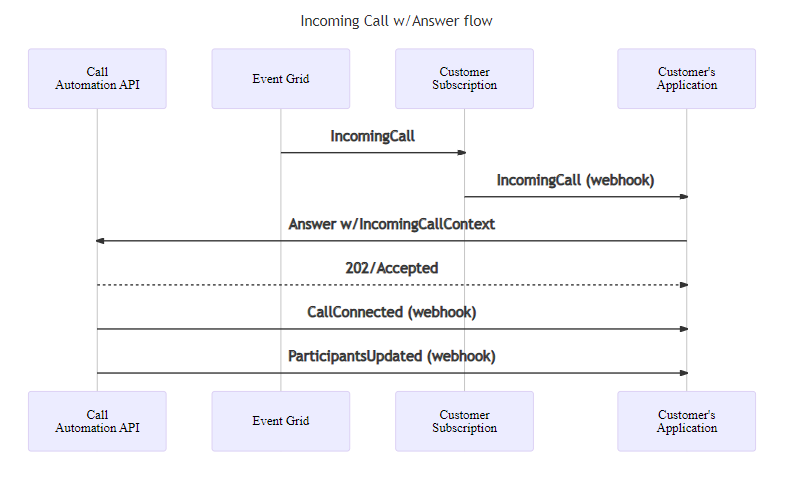 Incoming Call w/Answer flow
Call
Automation API
Event Grid
Customer
Subscription
Customer's
Application
IncomingCall
IncomingCall (webhook)
Answer w/IncomingCallContext
202/Accepted
CallConnected (webhook)
ParticipantsUpdated (webhook)
Call
Automation API
Event Grid
Customer
Subscription
Customer's
Application